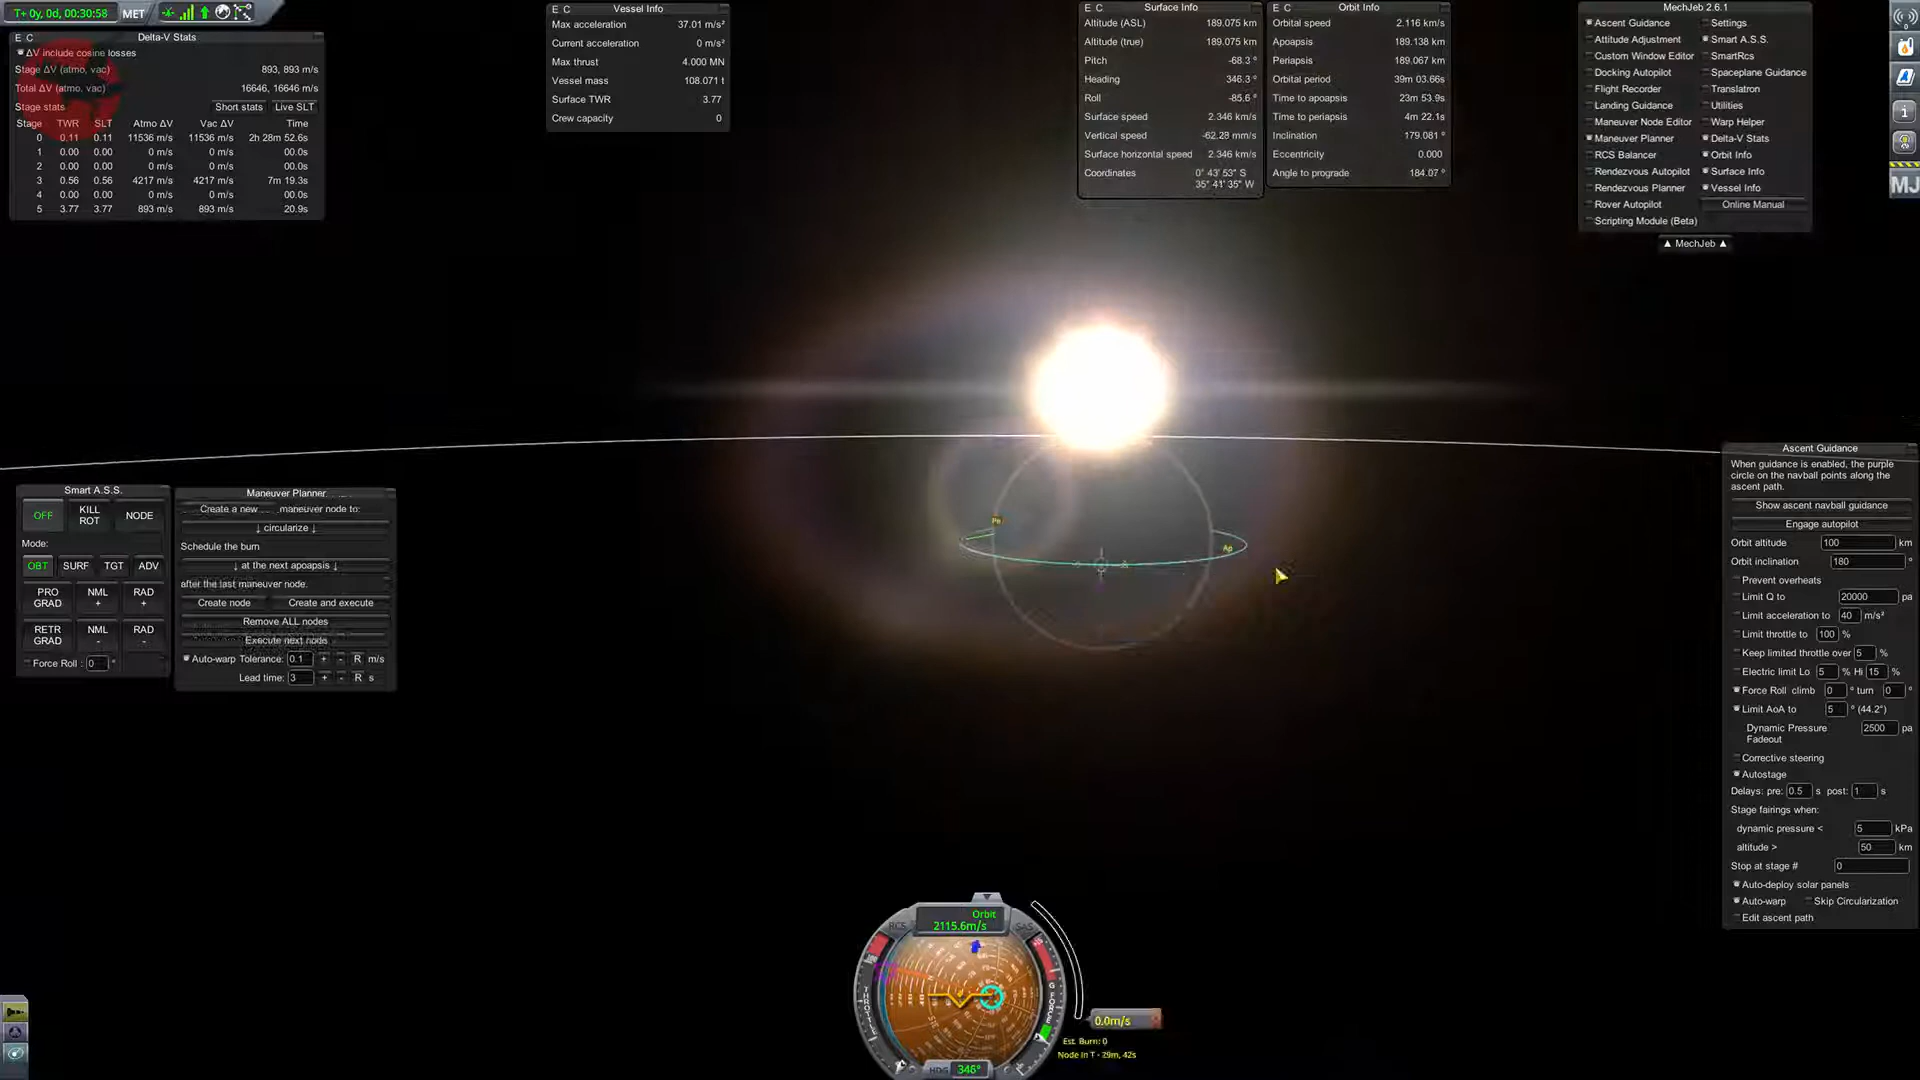 T+ 0y, 0d, 00:30:58 MET
E C Delta-V Stats
ΔV include cosine losses
Stage ΔV (atmo, vac) 893, 893 m/s
Total ΔV (atmo, vac) 16646, 16646 m/s
Stage stats Short stats Live SLT
Stage TWR SLT Atmo ΔV Vac ΔV Time
0 0.11 0.11 11536 m/s 11536 m/s 2h 28m 52.6s
1 0.00 0.00 0 m/s 0 m/s 00.0s
2 0.00 0.00 0 m/s 0 m/s 00.0s
3 0.56 0.56 4217 m/s 4217 m/s 7m 19.3s
4 0.00 0.00 0 m/s 0 m/s 00.0s
5 3.77 3.77 893 m/s 893 m/s 20.9s
E C Vessel Info
Max acceleration 37.01 m/s²
Current acceleration 0 m/s²
Max thrust 4.000 MN
Vessel mass 108.071 t
Surface TWR 3.77
Crew capacity 0
E C Surface Info
Altitude (ASL) 189.075 km
Altitude (true) 189.075 km
Pitch -68.3 °
Heading 346.3 °
Roll -85.6 °
Surface speed 2.346 km/s
Vertical speed -62.28 mm/s
Surface horizontal speed 2.346 km/s
Coordinates 0° 43' 53" S
35° 41' 35" W
E C Orbit Info
Orbital speed 2.116 km/s
Apoapsis 189.138 km
Periapsis 189.067 km
Orbital period 39m 03.66s
Time to apoapsis 23m 53.9s
Time to periapsis 4m 22.1s
Inclination 179.081 °
Eccentricity 0.000
Angle to prograde 184.07 °
MechJeb 2.6.1
Ascent Guidance Settings
Attitude Adjustment Smart A.S.S.
Custom Window Editor SmartRcs
Docking Autopilot Spaceplane Guidance
Flight Recorder Translatron
Landing Guidance Utilities
Maneuver Node Editor Warp Helper
Maneuver Planner Delta-V Stats
RCS Balancer Orbit Info
Rendezvous Autopilot Surface Info
Rendezvous Planner Vessel Info
Rover Autopilot Online Manual
Scripting Module (Beta)
▲ MechJeb ▲
MJ
Smart A.S.S.
OFF KILL ROT NODE
Mode:
OBT SURF TGT ADV
PRO GRAD NML + RAD +
RETR GRAD NML - RAD -
Force Roll : 0 °
Maneuver Planner
Create a new maneuver node to:
↓ circularize ↓
Schedule the burn
↓ at the next apoapsis ↓
after the last maneuver node.
Create node Create and execute
Remove ALL nodes
Execute next node
Auto-warp Tolerance: 0.1 + - R m/s
Lead time: 3 + - R s
Pe
Ap
Ascent Guidance
When guidance is enabled, the purple
circle on the navball points along the
ascent path.
Show ascent navball guidance
Engage autopilot
Orbit altitude 100 km
Orbit inclination 180 °
Prevent overheats
Limit Q to 20000 pa
Limit acceleration to 40 m/s²
Limit throttle to 100 %
Keep limited throttle over 5 %
Electric limit Lo 5 % Hi 15 %
Force Roll climb 0 ° turn 0 °
Limit AoA to 5 ° (44.2°)
Dynamic Pressure 2500 pa
Fadeout
Corrective steering
Autostage
Delays: pre: 0.5 s post: 1 s
Stage fairings when:
dynamic pressure < 5 kPa
altitude > 50 km
Stop at stage # 0
Auto-deploy solar panels
Auto-warp Skip Circularization
Edit ascent path
Orbit
2115.6m/s
RCS SAS
THROTTLE
G FORCE
HDG 346°
0.0m/s
Est. Burn: 0
Node in T - 29m, 42s